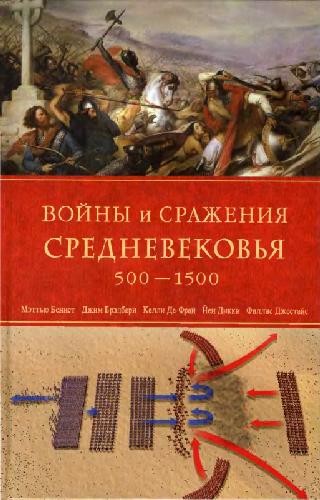 ВОЙНЫ И СРАЖЕНИЯ
СРЕДНЕВЕКОВЬЯ
500—1500
Мэттью Беннет Джим Брэдбери Келли Де Фрай Йен Дикки Филлис Джестайс